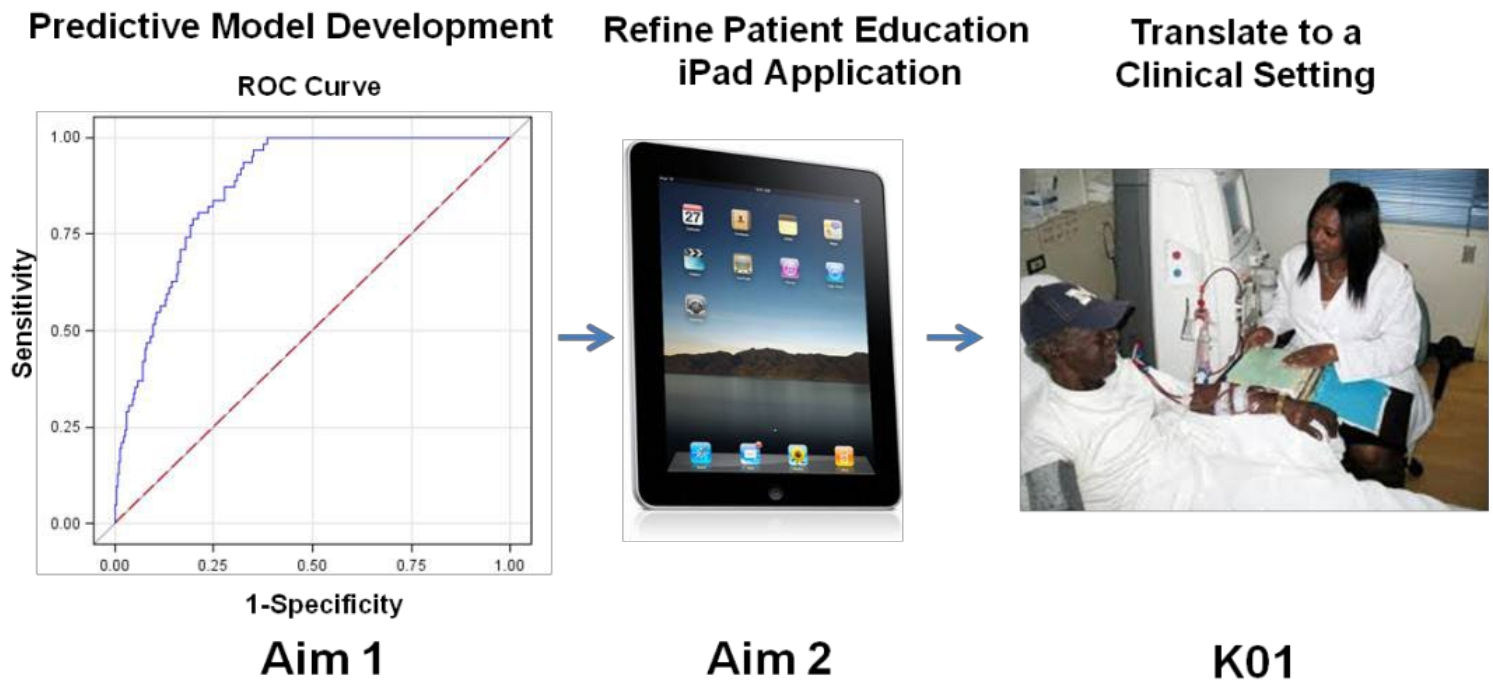 Predictive Model Development
ROC Curve
Sensitivity
1.00
0.75
0.50
0.25
0.00
0.00 0.25 0.50 0.75 1.00
1-Specificity
Aim 1
Refine Patient Education
iPad Application
27
Aim 2
Translate to a
Clinical Setting
K01